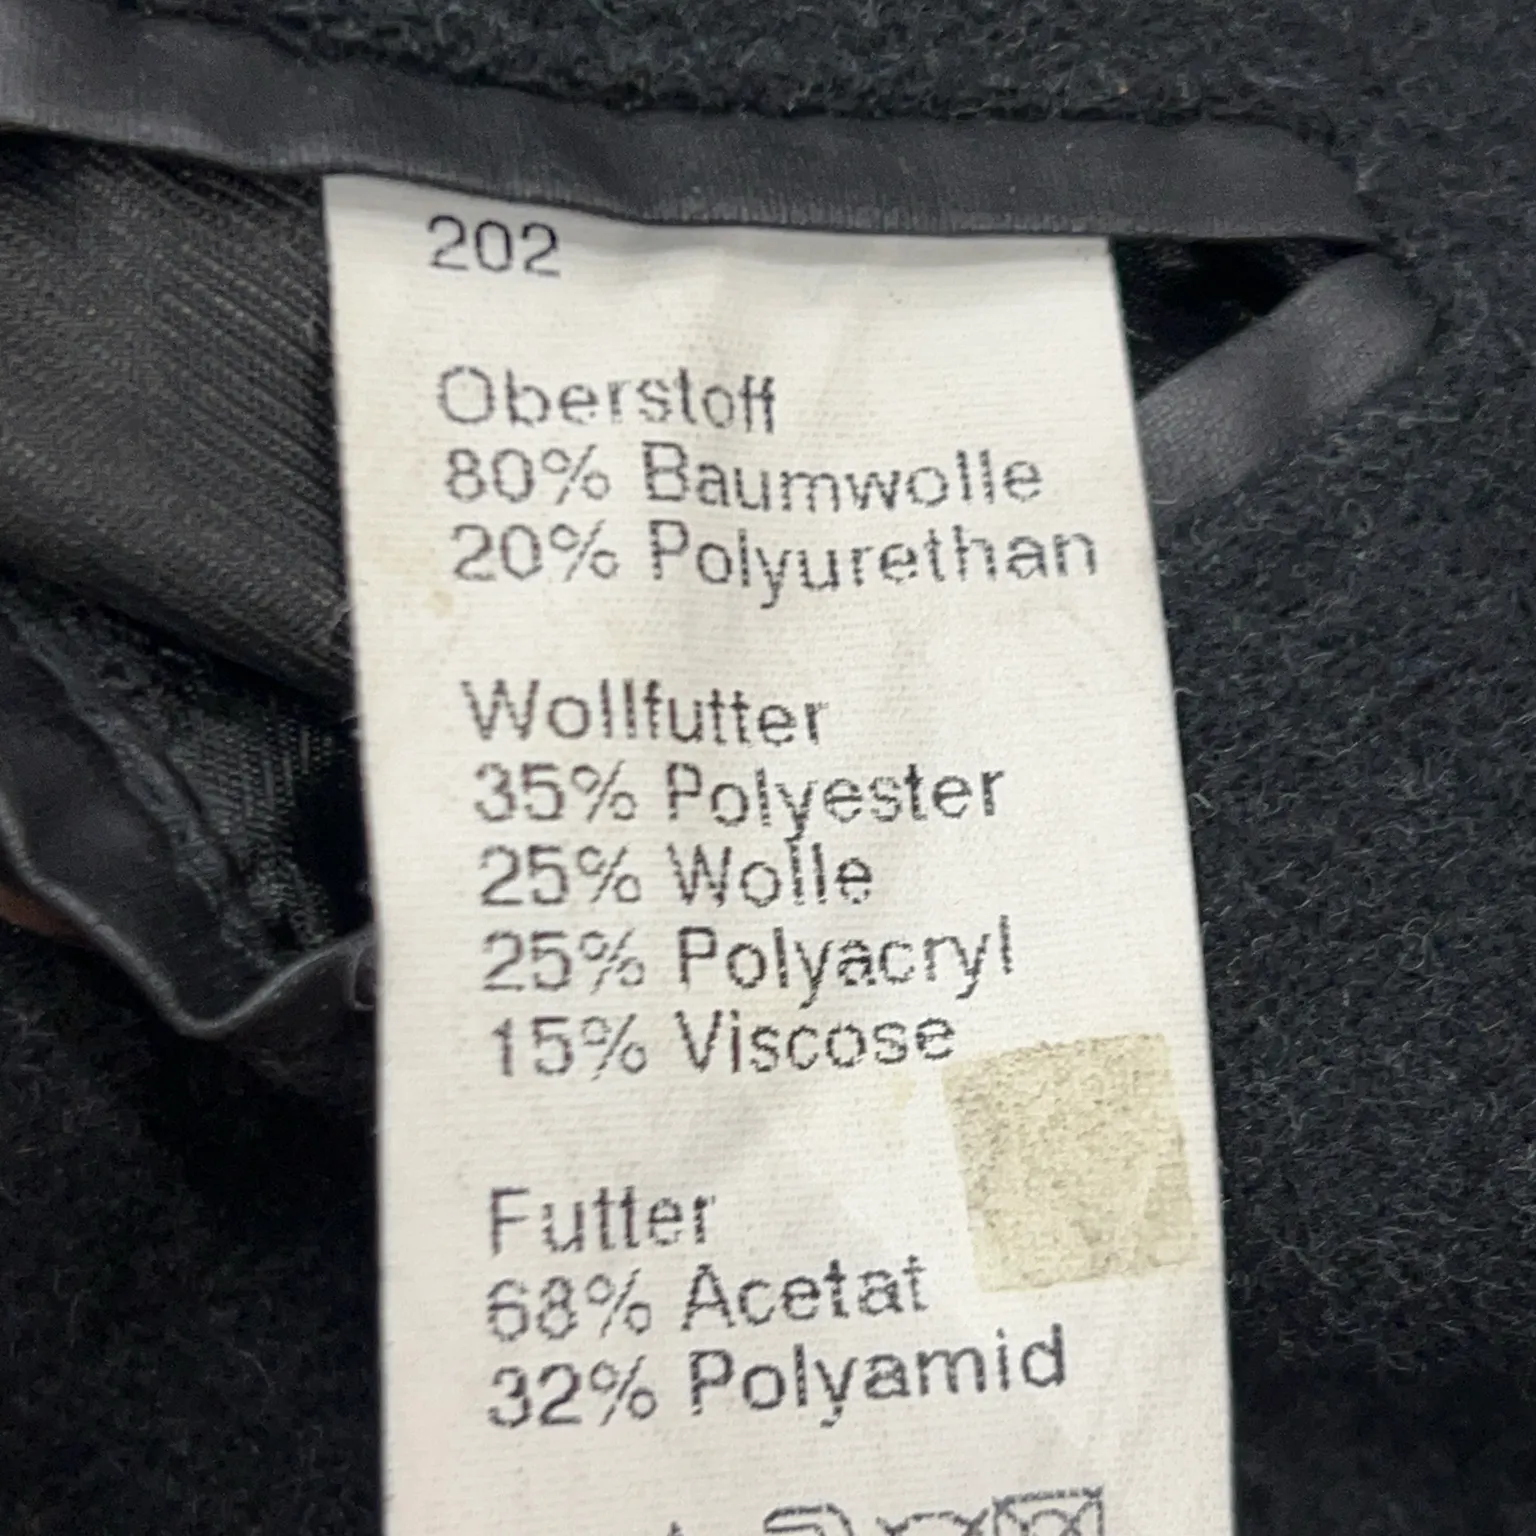 202
Oberstoff
80% Baumwolle
20% Polyurethan
Wollfutter
35% Polyester
25% Wolle
25% Polyacryl
15% Viscose
Futter
68% Acetat
32% Polyamid